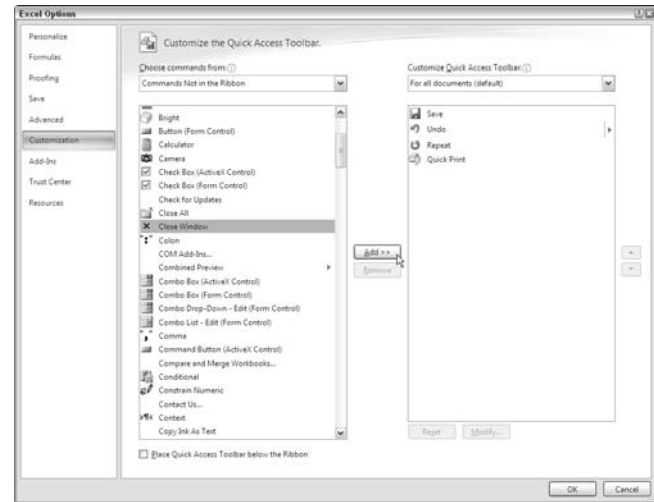 Excel Options
Personalize
Formulas
Proofing
Save
Advanced
Customization
Add-Ins
Trust Center
Resources
Customize the Quick Access Toolbar.
Choose commands from:
Commands Not in the Ribbon
Bright
Button (Form Control)
Calculator
Camera
Check Box (ActiveX Control)
Check Box (Form Control)
Check for Updates
Close All
Close Window
Colon
COM Add-Ins...
Combined Preview
Combo Box (ActiveX Control)
Combo Box (Form Control)
Combo Drop-Down - Edit (Form Control)
Combo List - Edit (Form Control)
Comma
Command Button (ActiveX Control)
Compare and Merge Workbooks...
Conditional
Constrain Numeric
Contact Us...
Context
Copy Ink As Text
Place Quick Access Toolbar below the Ribbon
Add >>
Remove
Customize Quick Access Toolbar:
For all documents (default)
Save
Undo
Repeat
Quick Print
Reset Modify...
OK Cancel